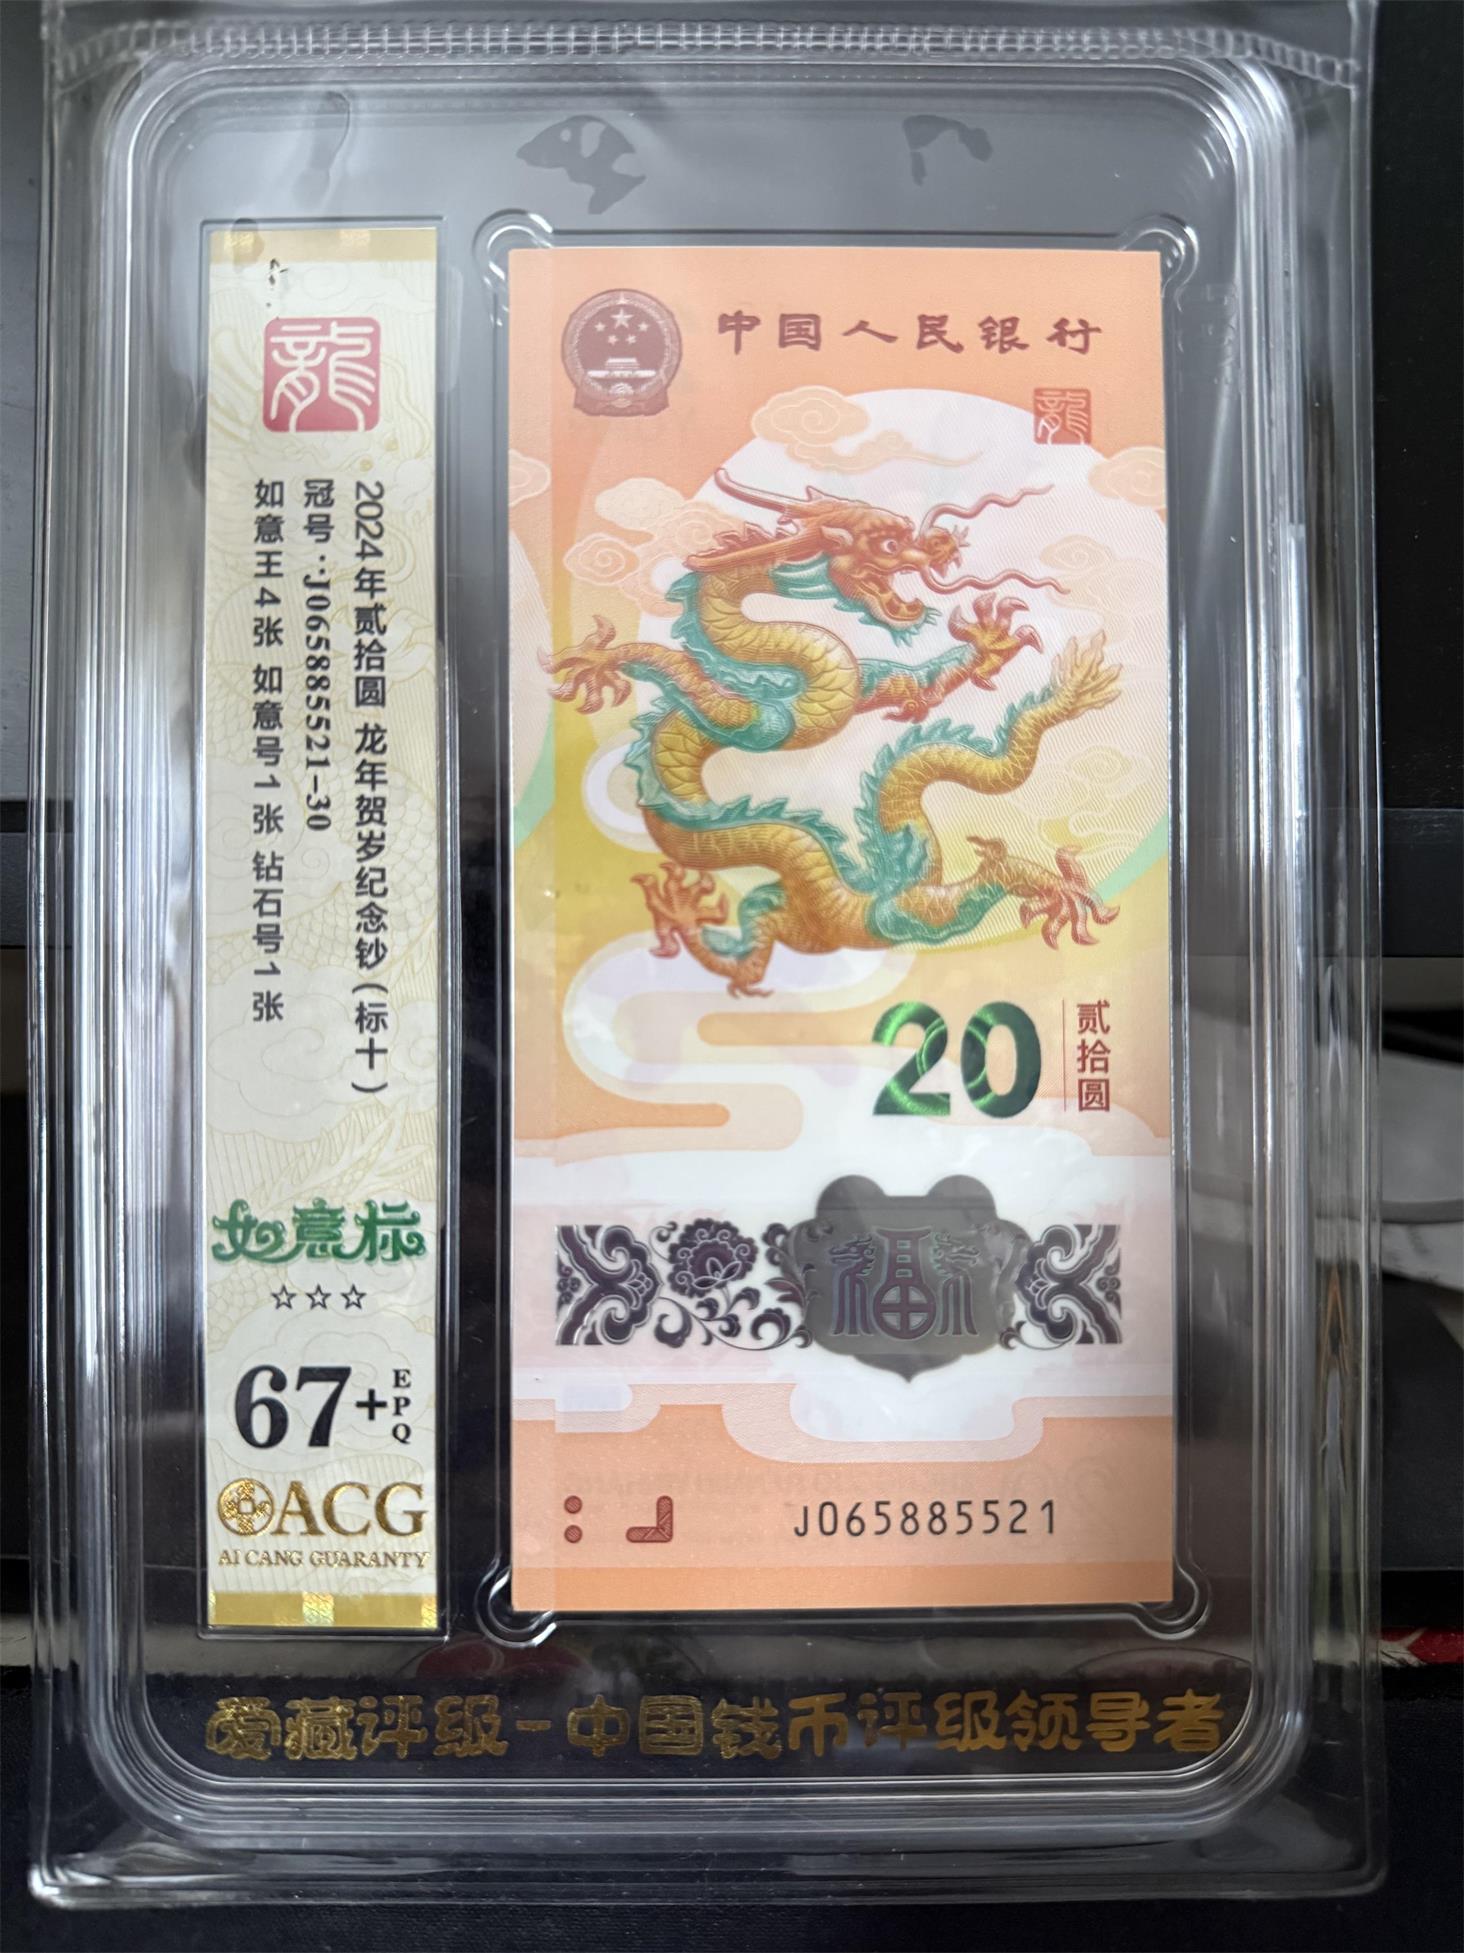 龍
2024年贰拾圆 龙年贺岁纪念钞(标十)
冠号:J065885521-30
如意王4张 如意号1张 钻石号1张
如意标
☆☆☆
67+EPQ
ACG
AI CANG GUARANTY
中国人民银行
龍
20
贰拾圆
福
J065885521
爱藏评级-中国钱币评级领导者